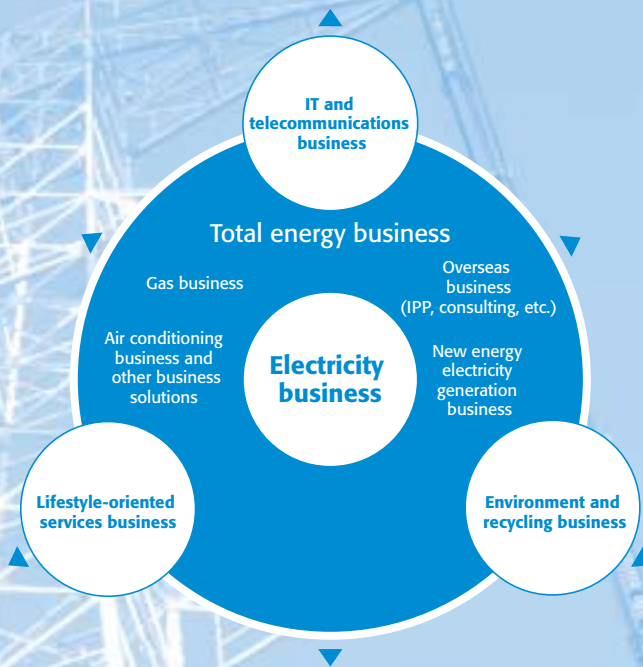 IT and
telecommunications
business
Total energy business
Gas business
Overseas
business
(IPP, consulting, etc.)
Air conditioning
business and
other business
solutions
Electricity
business
New energy
electricity
generation
business
Lifestyle-oriented
services business
Environment and
recycling business